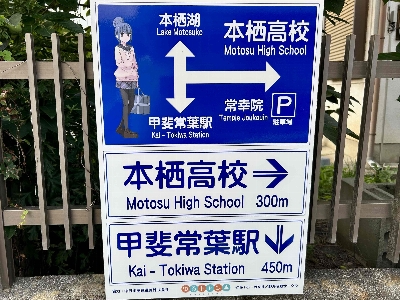 本栖湖
Lake Motosuko
本栖高校
Motosu High School
常幸院
Temple Joukouin
P
駐車場
甲斐常葉駅
Kai - Tokiwa Station
本栖高校
Motosu High School 300m
甲斐常葉駅
Kai - Tokiwa Station 450m